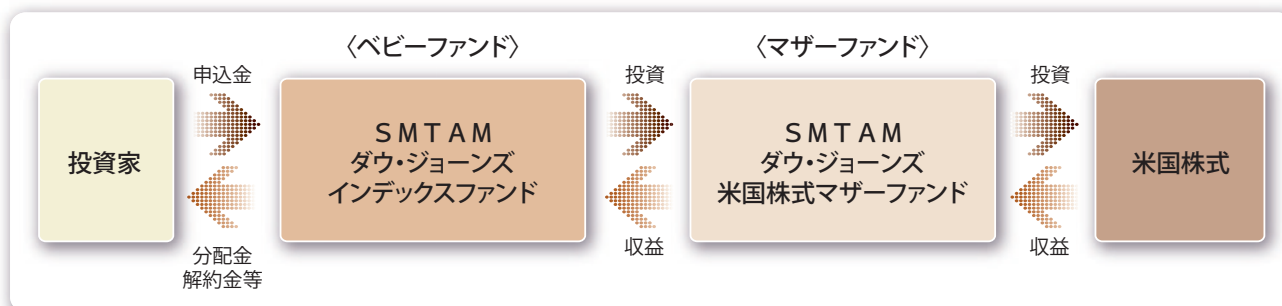 〈ベビーファンド〉
〈マザーファンド〉
申込金
投資
投資
投資家
ＳＭＴＡＭ
ダウ・ジョーンズ
インデックスファンド
ＳＭＴＡＭ
ダウ・ジョーンズ
米国株式マザーファンド
米国株式
分配金
解約金等
収益
収益